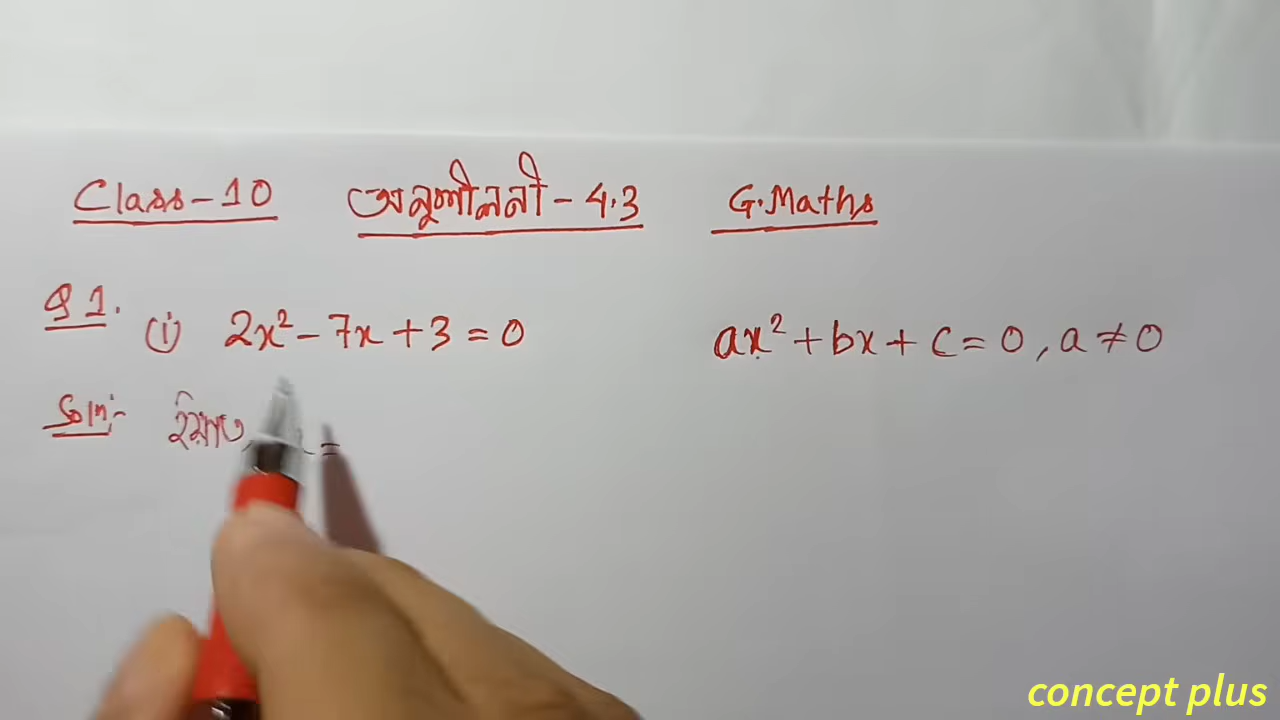 Class-10 অনুশীলনী-4.3 G.Maths
Q1. (i) 2x²-7x+3=0 ax²+bx+c=0, a≠0
Soln:- ইয়াত =
concept plus